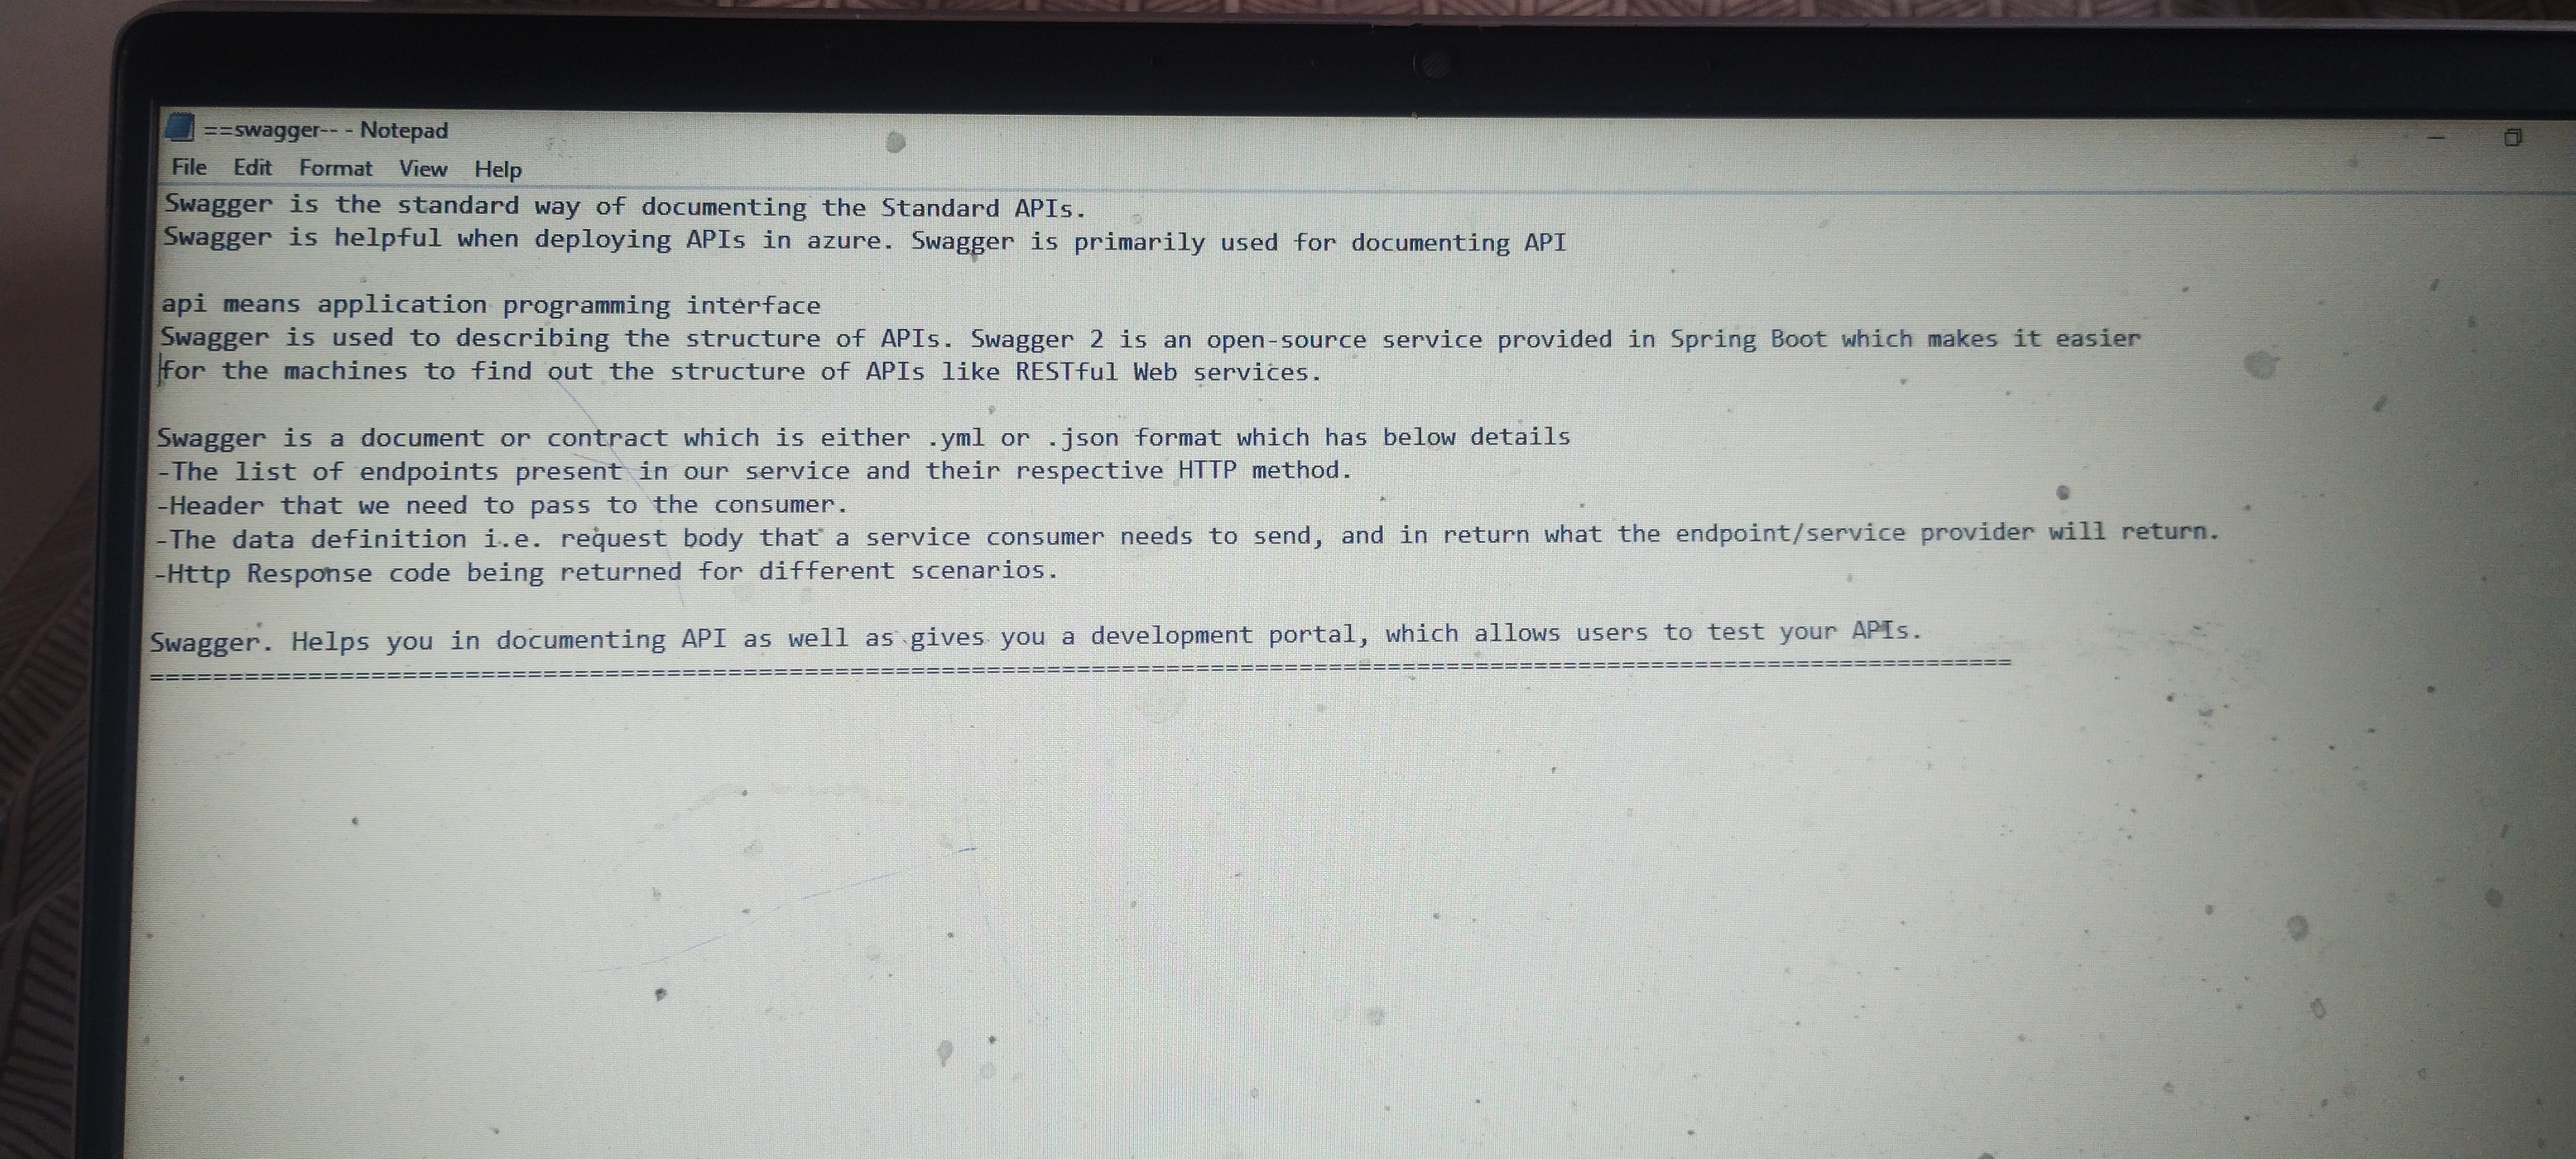 ==swagger-- - Notepad
File Edit Format View Help
Swagger is the standard way of documenting the Standard APIs.
Swagger is helpful when deploying APIs in azure. Swagger is primarily used for documenting API
api means application programming interface
Swagger is used to describing the structure of APIs. Swagger 2 is an open-source service provided in Spring Boot which makes it easier
for the machines to find out the structure of APIs like RESTful Web services.
Swagger is a document or contract which is either .yml or .json format which has below details
-The list of endpoints present in our service and their respective HTTP method.
-Header that we need to pass to the consumer.
-The data definition i.e. request body that a service consumer needs to send, and in return what the endpoint/service provider will return.
-Http Response code being returned for different scenarios.
Swagger. Helps you in documenting API as well as gives you a development portal, which allows users to test your APIs.
========================================================================================================================